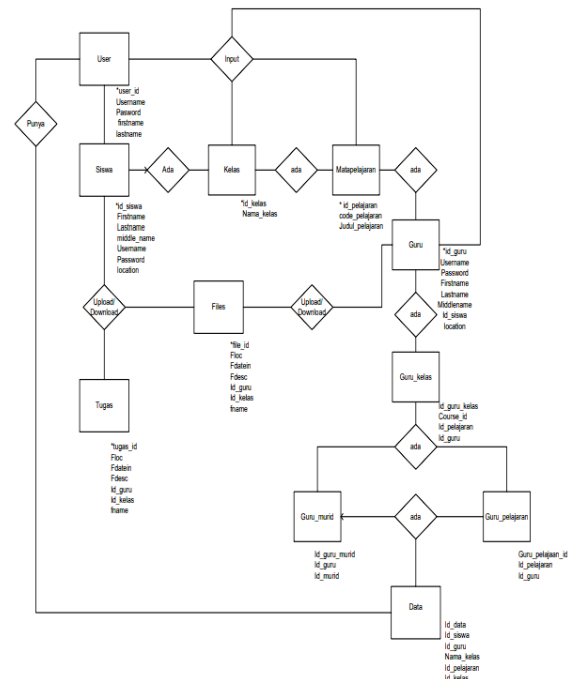 User
Input
*user_id
Username
Pasword
firstname
lastname
Punya
Siswa
Ada
Kelas
ada
Matapelajaran
ada
*id_siswa
Firstname
Lastname
middle_name
Username
Password
location
*id_kelas
Nama_kelas
* id_pelajaran
code_pelajaran
Judul_pelajaran
Guru
*id_guru
Username
Password
Firstname
Lastname
Middlename
Id_siswa
location
Upload/
Download
Files
Upload/
Download
ada
*file_id
Floc
Fdatein
Fdesc
Id_guru
Id_kelas
fname
Guru_kelas
Id_guru_kelas
Course_id
Id_pelajaran
Id_guru
Tugas
*tugas_id
Floc
Fdatein
Fdesc
Id_guru
Id_kelas
fname
ada
Guru_murid
ada
Guru_pelajaran
Id_guru_murid
Id_guru
Id_murid
Guru_pelajaan_id
Id_pelajaran
Id_guru
Data
Id_data
Id_siswa
Id_guru
Nama_kelas
Id_pelajaran
Id_kelas